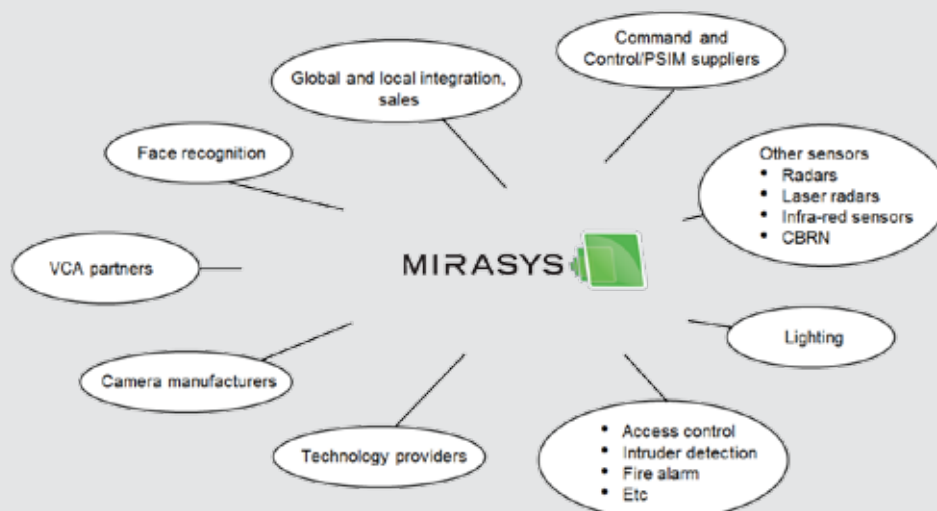 Command and
Control/PSIM suppliers
Global and local integration,
sales
Face recognition
Other sensors
• Radars
• Laser radars
• Infra-red sensors
• CBRN
VCA partners
MIRASYS
Lighting
Camera manufacturers
Technology providers
• Access control
• Intruder detection
• Fire alarm
• Etc